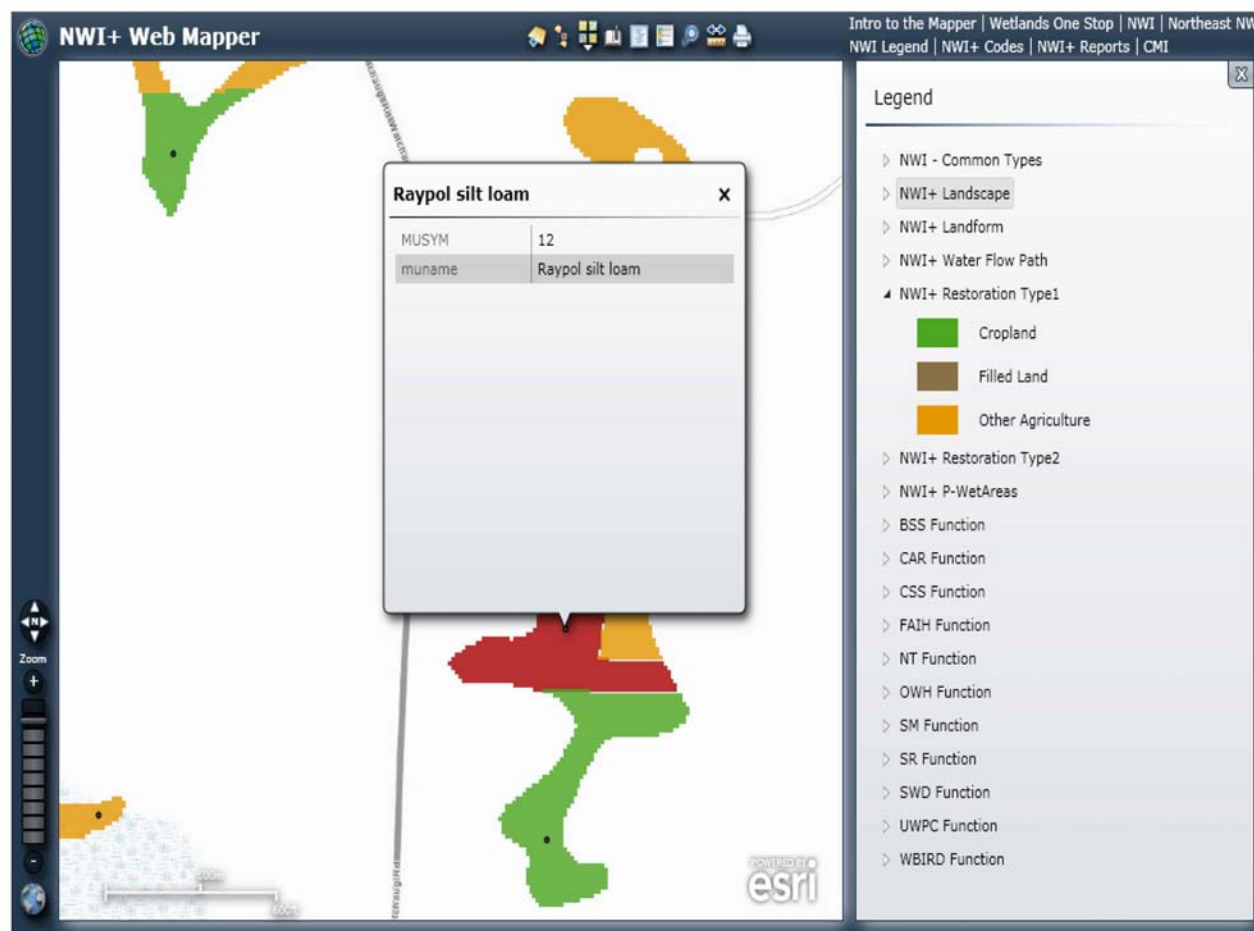 NWI+ Web Mapper
Intro to the Mapper | Wetlands One Stop | NWI | Northeast NW
NWI Legend | NWI+ Codes | NWI+ Reports | CMI
Raypol silt loam
X
MUSYM 12
muname Raypol silt loam
N
Zoom
+
-
100m
600ft
POWERED BY
esri
X
Legend
NWI - Common Types
NWI+ Landscape
NWI+ Landform
NWI+ Water Flow Path
NWI+ Restoration Type1
Cropland
Filled Land
Other Agriculture
NWI+ Restoration Type2
NWI+ P-WetAreas
BSS Function
CAR Function
CSS Function
FAIH Function
NT Function
OWH Function
SM Function
SR Function
SWD Function
UWPC Function
WBIRD Function